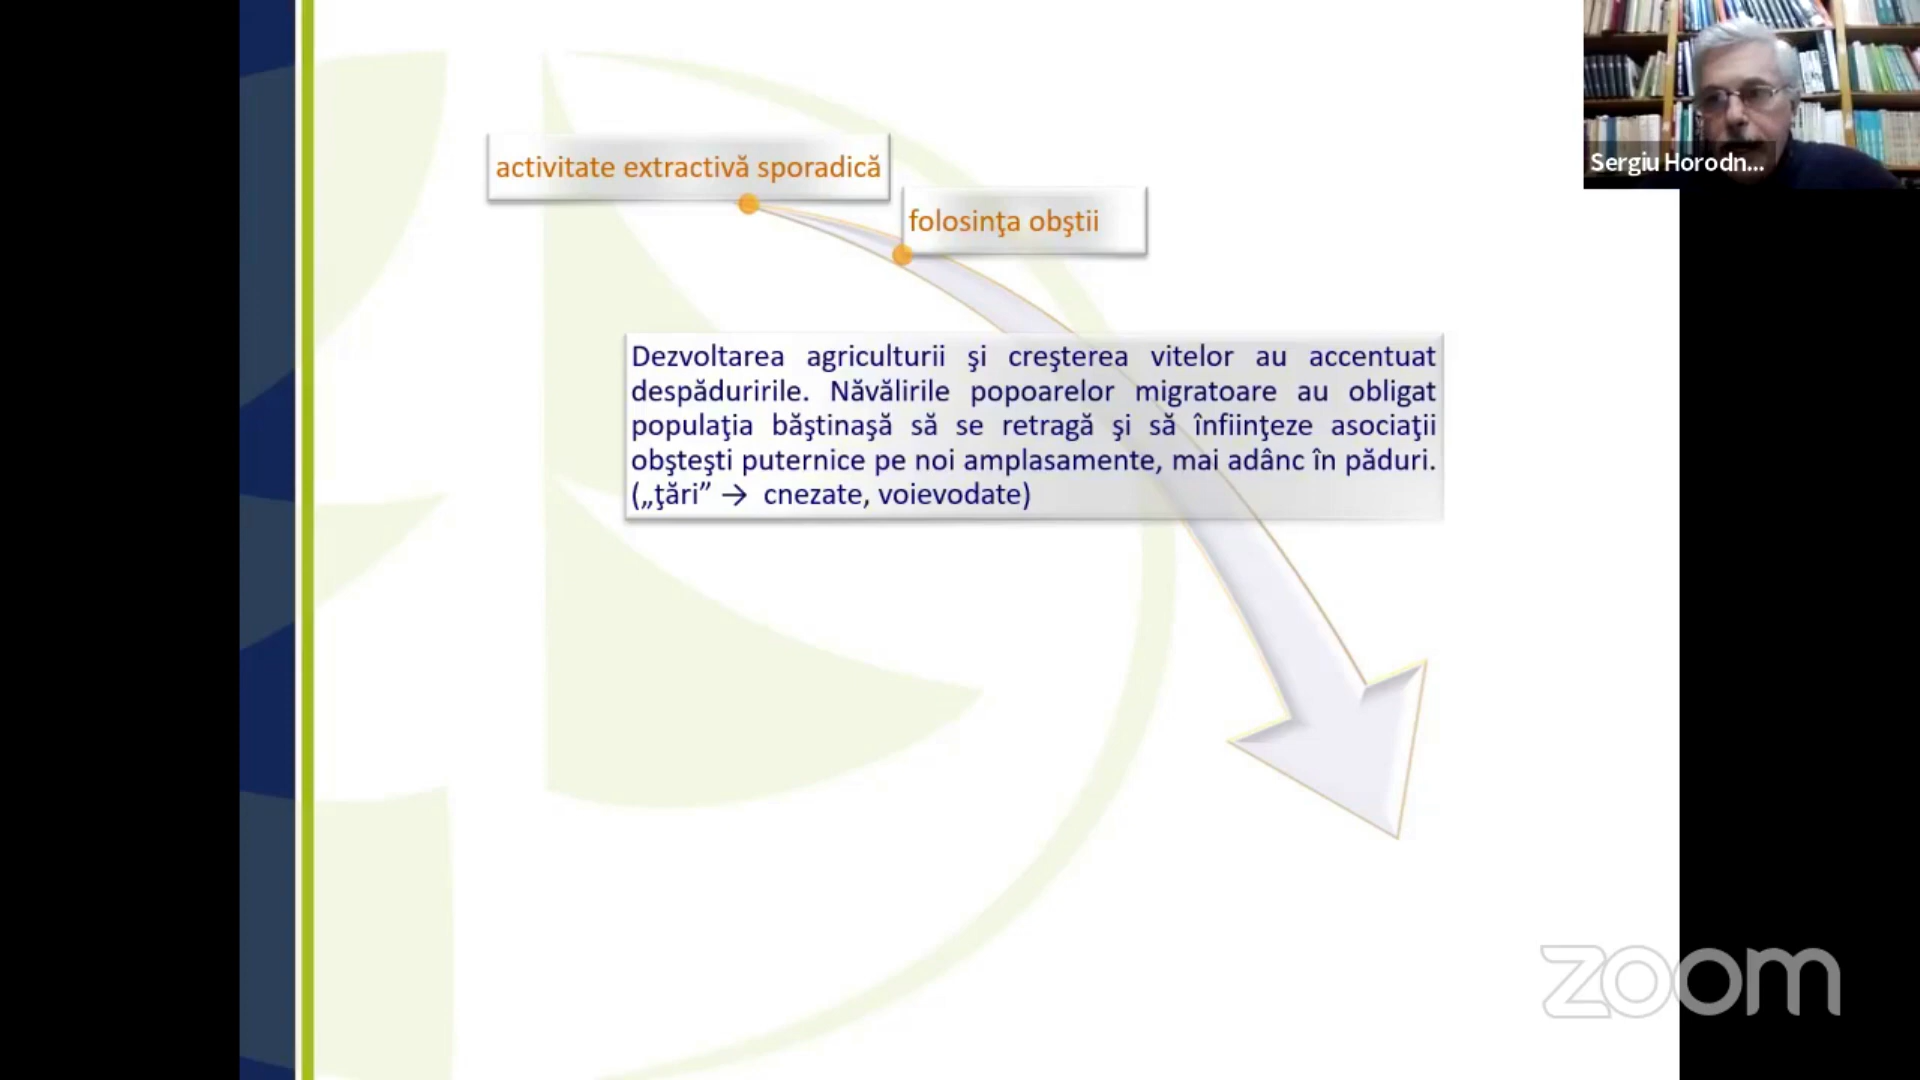 activitate extractivă sporadică
folosinţa obştii
Dezvoltarea agriculturii şi creşterea vitelor au accentuat
despăduririle. Năvălirile popoarelor migratoare au obligat
populaţia băştinaşă să se retragă şi să înfiinţeze asociaţii
obşteşti puternice pe noi amplasamente, mai adânc în păduri.
(„ţări” → cnezate, voievodate)
Sergiu Horodn...
zoom